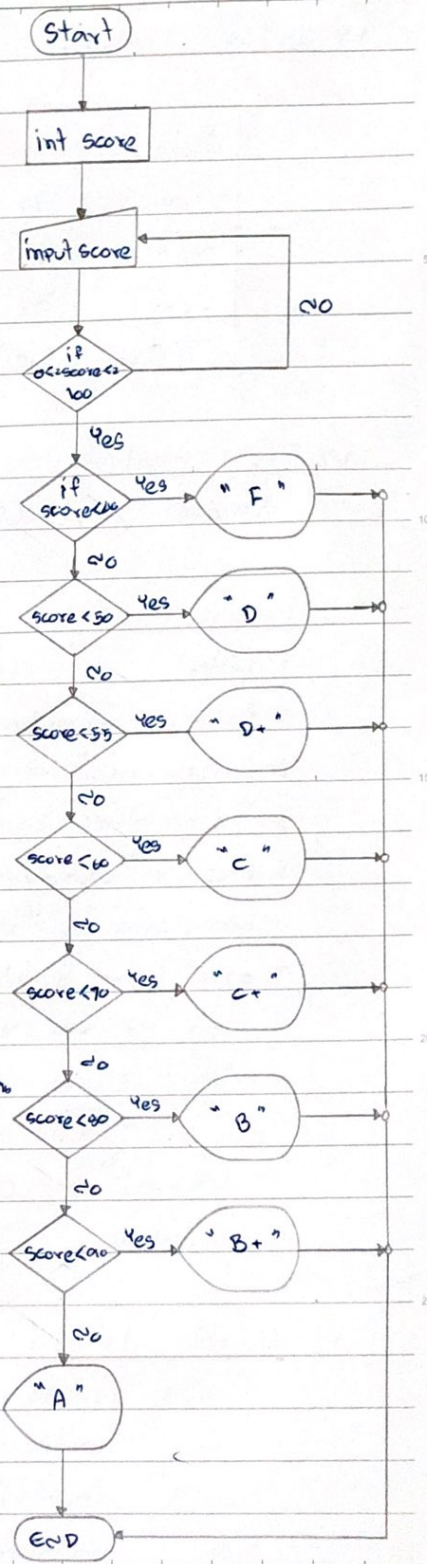 Start
int score
input score
NO
if
0<=score<=
100
Yes
if
score<40
Yes
" F "
NO
score<50
Yes
" D "
NO
score<55
Yes
" D+ "
NO
score<60
Yes
" C "
NO
score<70
Yes
" C+ "
NO
score<80
Yes
" B "
NO
score<90
Yes
" B+ "
NO
" A "
END